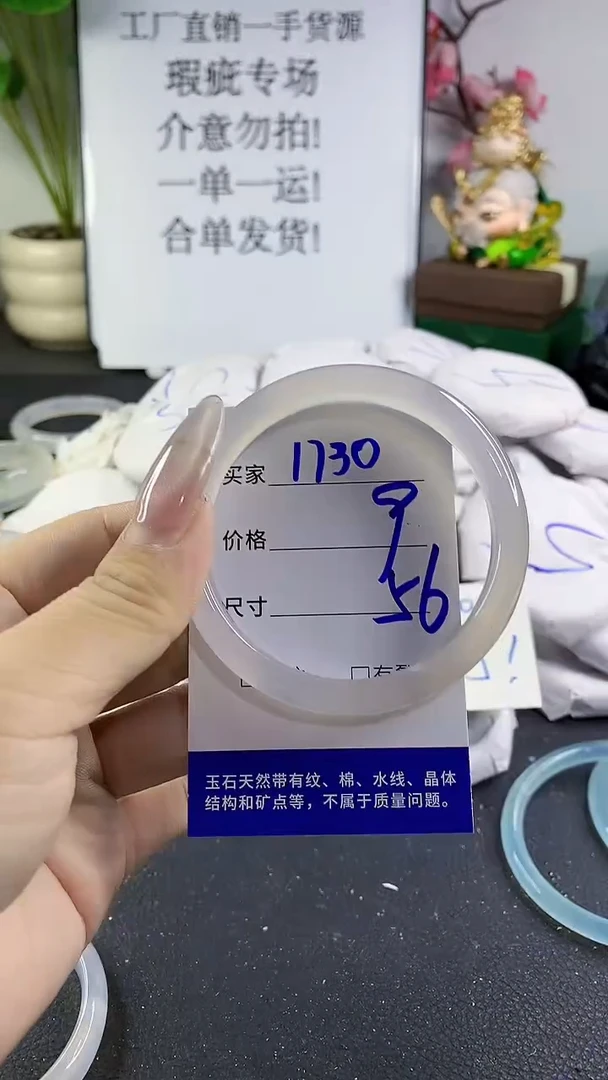 工厂直销一手货源
瑕疵专场
介意勿拍!
一单一运!
合单发货!
买家 1730
价格 9
尺寸 56
玉石天然带有纹、棉、水线、晶体
结构和矿点等，不属于质量问题。